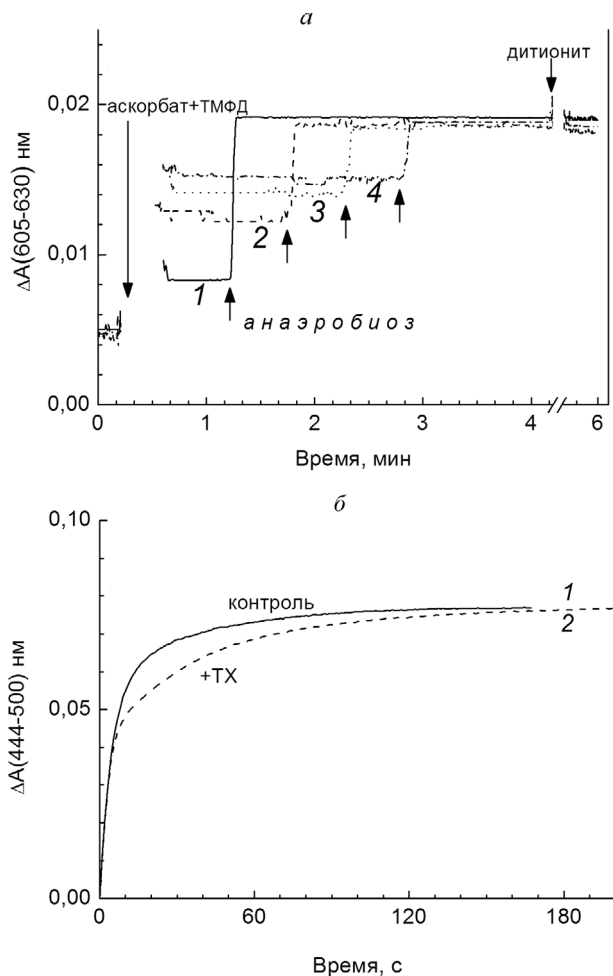 а
ΔA(605-630) нм
0,02
0,01
0,00
аскорбат+ТМФД
дитионит
1
2
3
4
анаэробиоз
0 1 2 3 4 6
Время, мин
б
ΔA(444-500) нм
0,10
0,05
0,00
контроль
+TX
1
2
0 60 120 180
Время, с